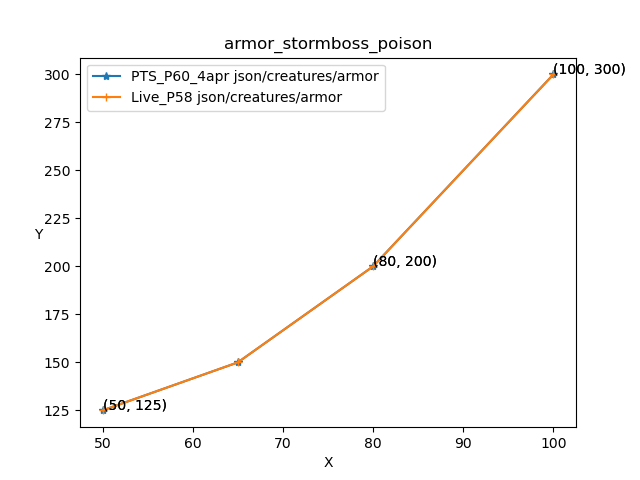 armor_stormboss_poison
PTS_P60_4apr json/creatures/armor
Live_P58 json/creatures/armor
(100, 300)
(80, 200)
(50, 125)
300
275
250
225
200
175
150
125
Y
50 60 70 80 90 100
X